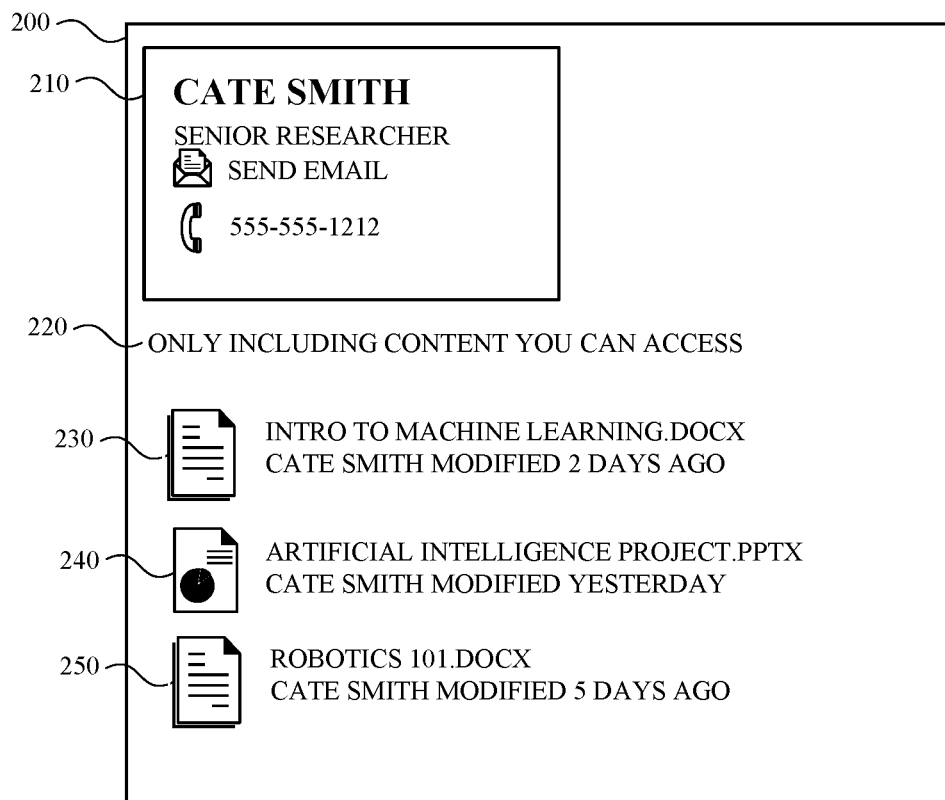 200
210
CATE SMITH
SENIOR RESEARCHER
SEND EMAIL
555-555-1212
220
ONLY INCLUDING CONTENT YOU CAN ACCESS
230
INTRO TO MACHINE LEARNING.DOCX
CATE SMITH MODIFIED 2 DAYS AGO
240
ARTIFICIAL INTELLIGENCE PROJECT.PPTX
CATE SMITH MODIFIED YESTERDAY
250
ROBOTICS 101.DOCX
CATE SMITH MODIFIED 5 DAYS AGO